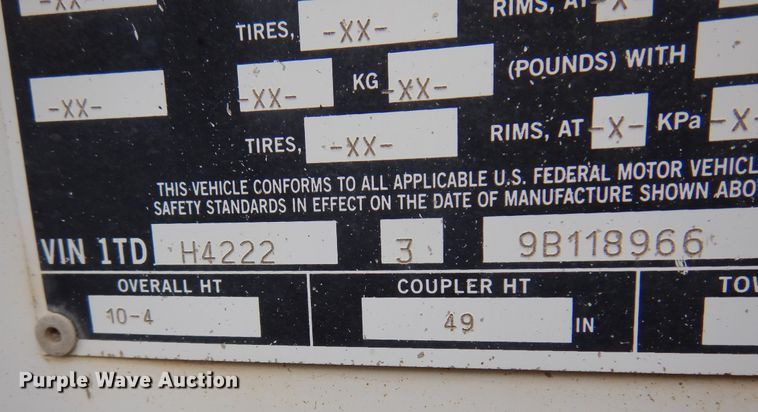 -XX- RIMS, AT -X-
TIRES, -XX-
-XX- -XX- KG -XX- (POUNDS) WITH
TIRES, -XX- RIMS, AT -X- KPa -X-
THIS VEHICLE CONFORMS TO ALL APPLICABLE U.S. FEDERAL MOTOR VEHICL
SAFETY STANDARDS IN EFFECT ON THE DATE OF MANUFACTURE SHOWN ABO
VIN 1TD H4222 3 9B118966
OVERALL HT COUPLER HT TOW
10-4 49 IN
Purple Wave Auction